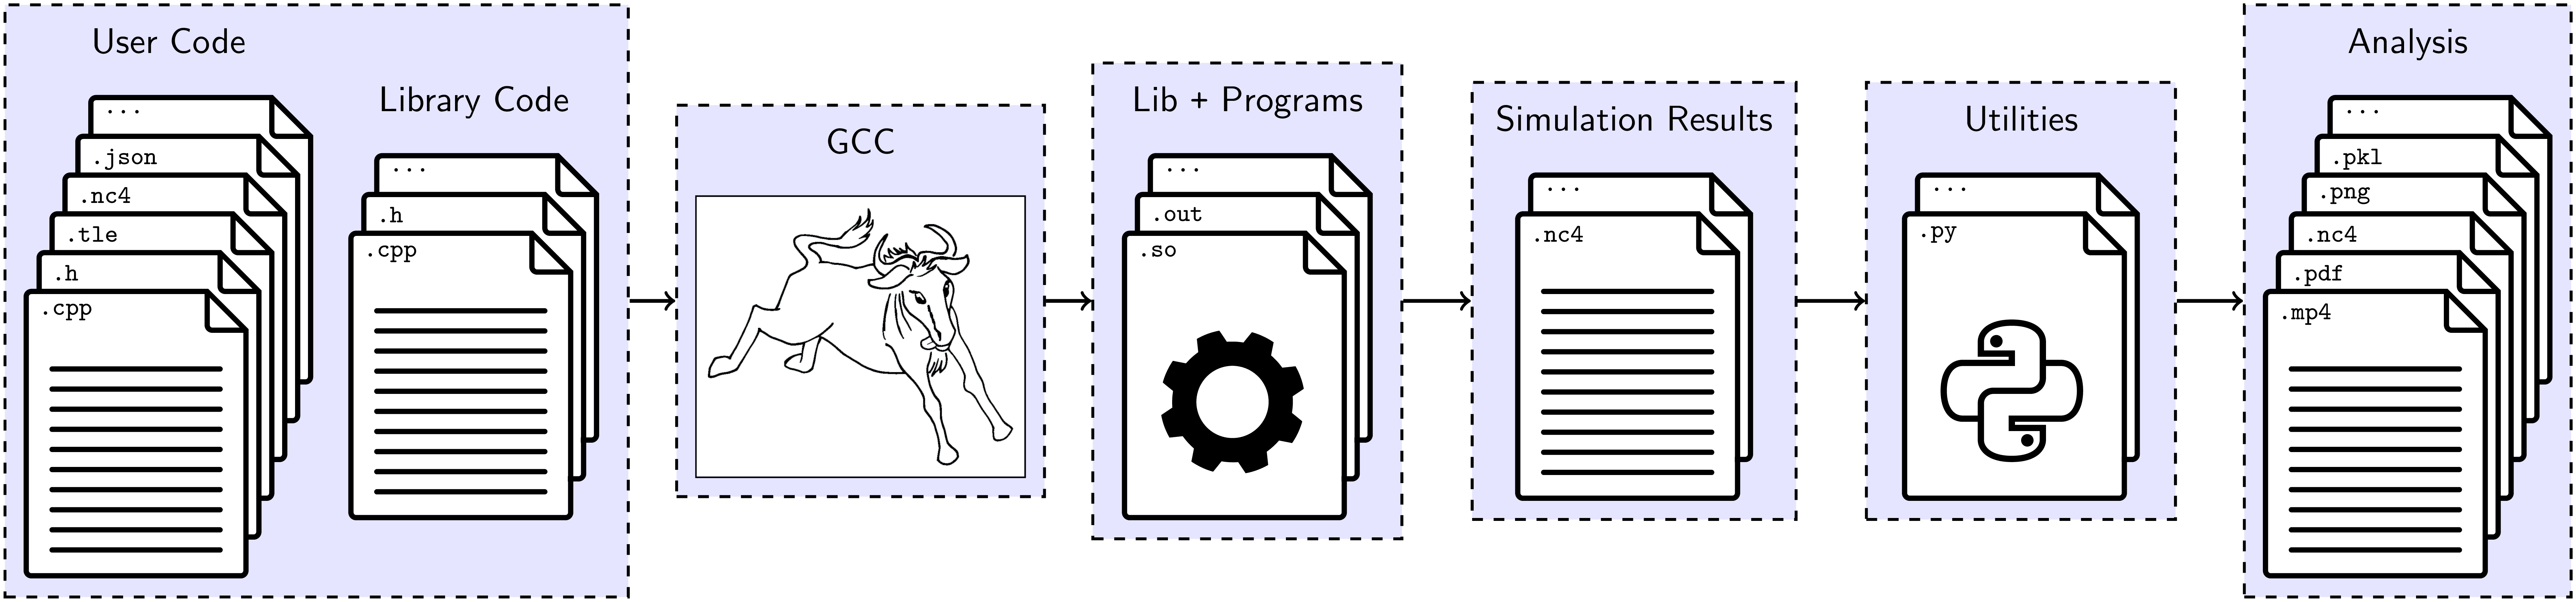 User Code
...
.json
.nc4
.tle
.h
.cpp
Library Code
...
.h
.cpp
GCC
Lib + Programs
...
.out
.so
Simulation Results
...
.nc4
Utilities
...
.py
Analysis
...
.pkl
.png
.nc4
.pdf
.mp4